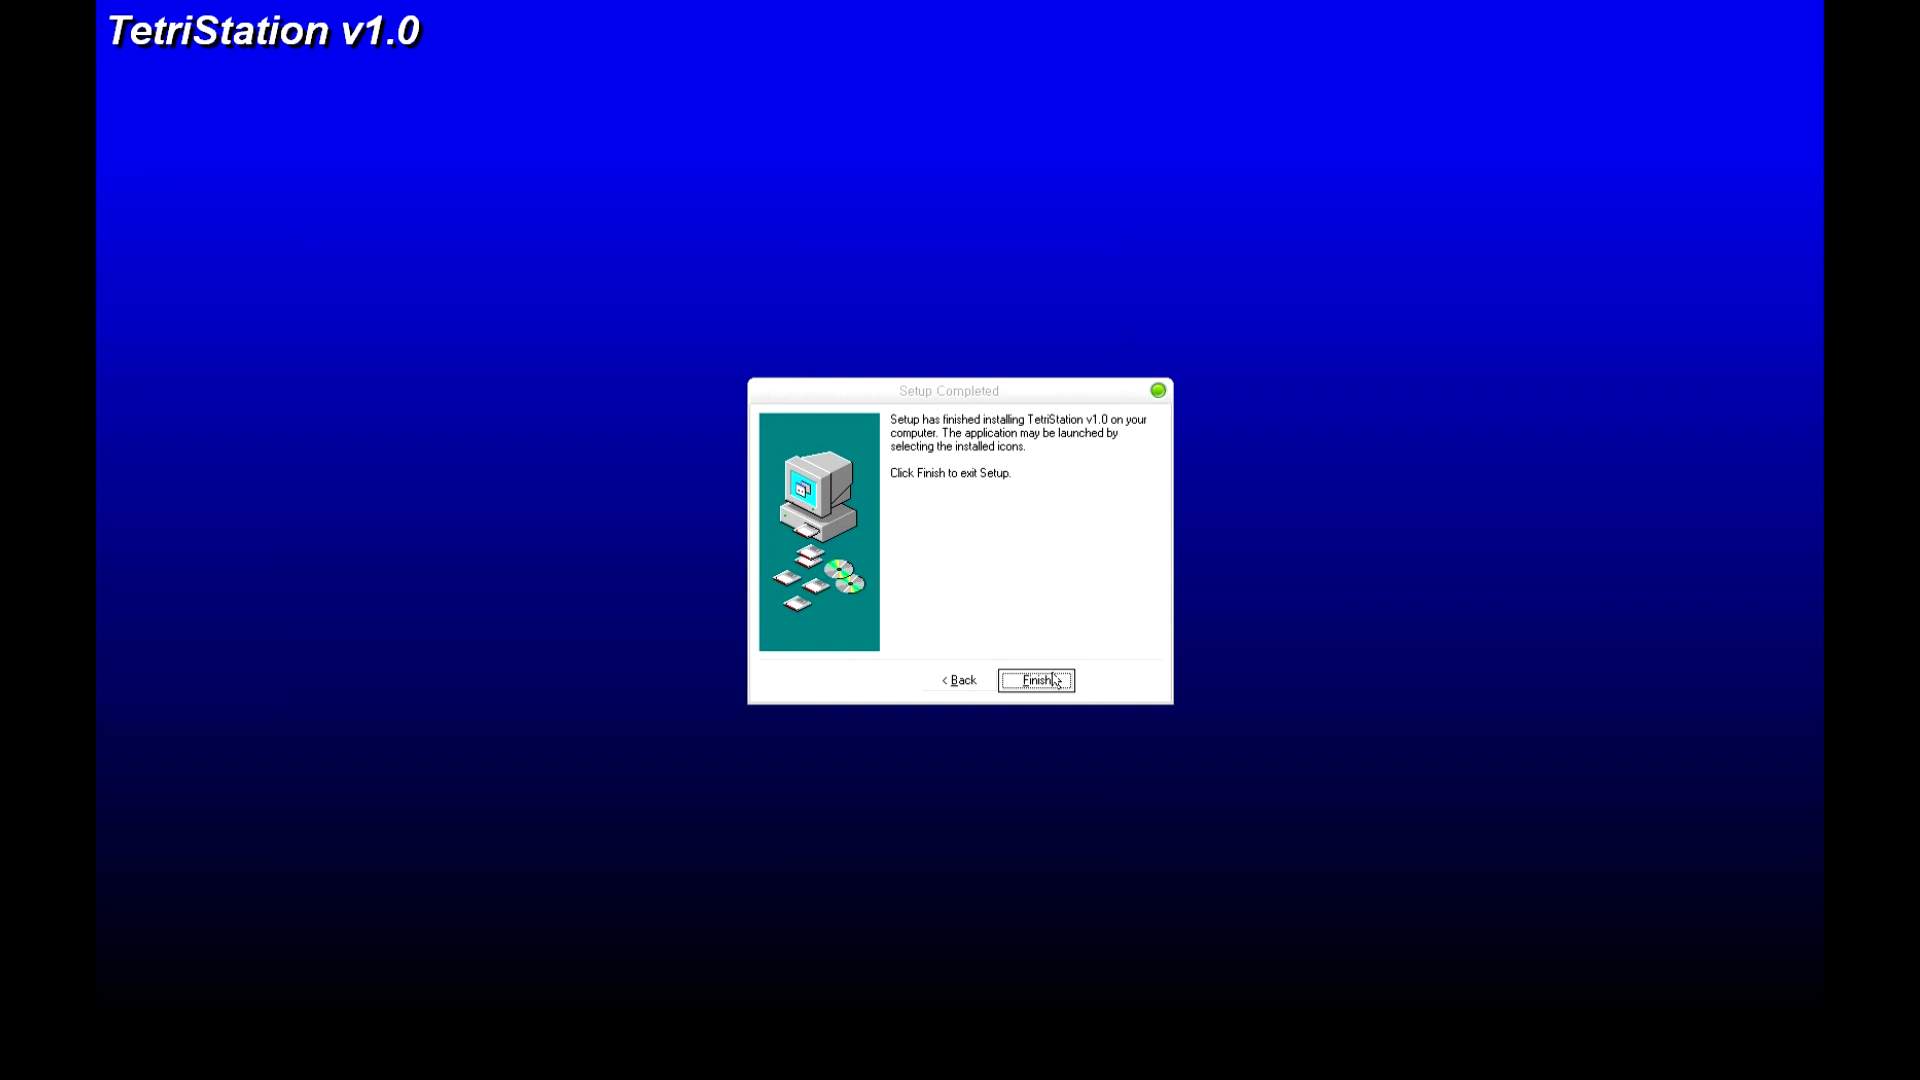 TetriStation v1.0
Setup Completed
Setup has finished installing TetriStation v1.0 on your
computer. The application may be launched by
selecting the installed icons.
Click Finish to exit Setup.
< Back
Finish